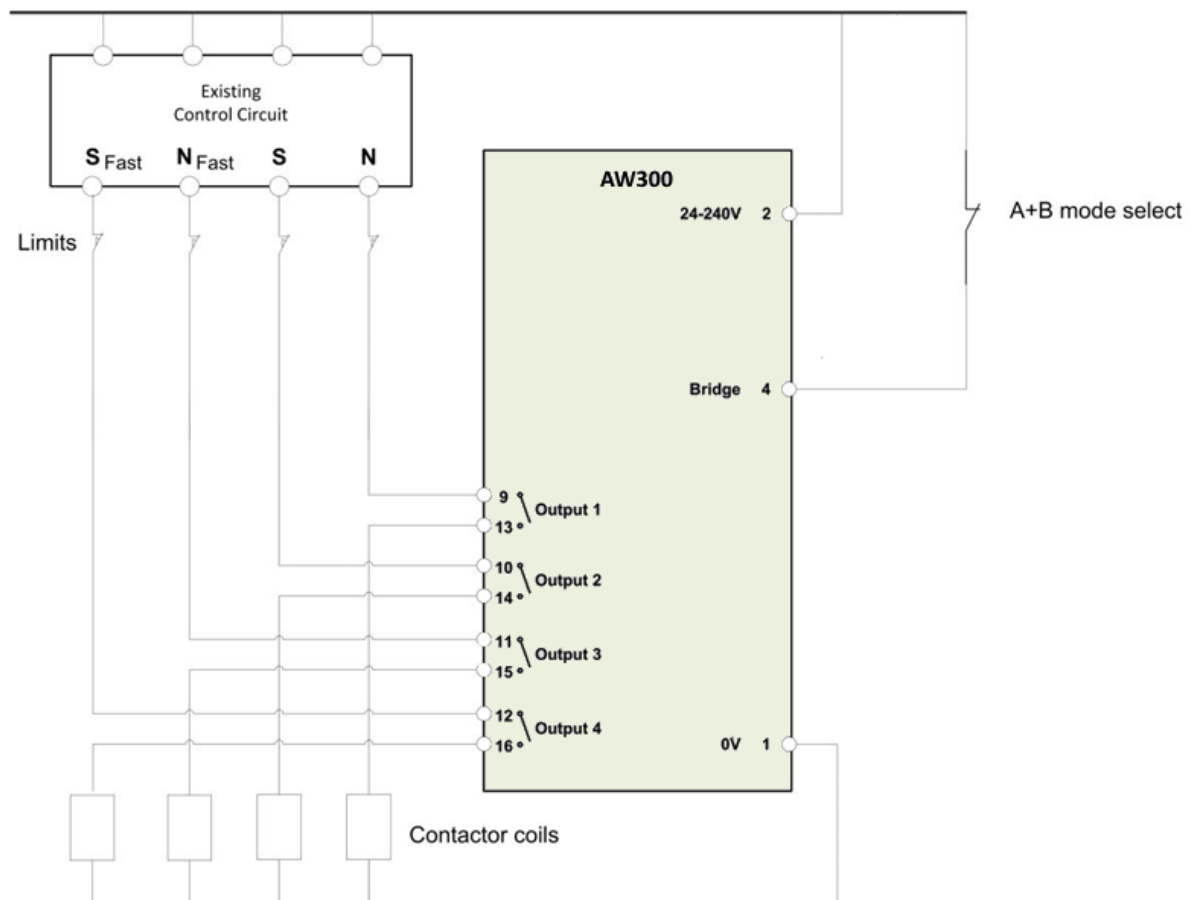 Existing
Control Circuit
S Fast N Fast S N
Limits
AW300
24-240V 2
A+B mode select
Bridge 4
9 Output 1
13
10 Output 2
14
11 Output 3
15
12 Output 4
16
0V 1
Contactor coils